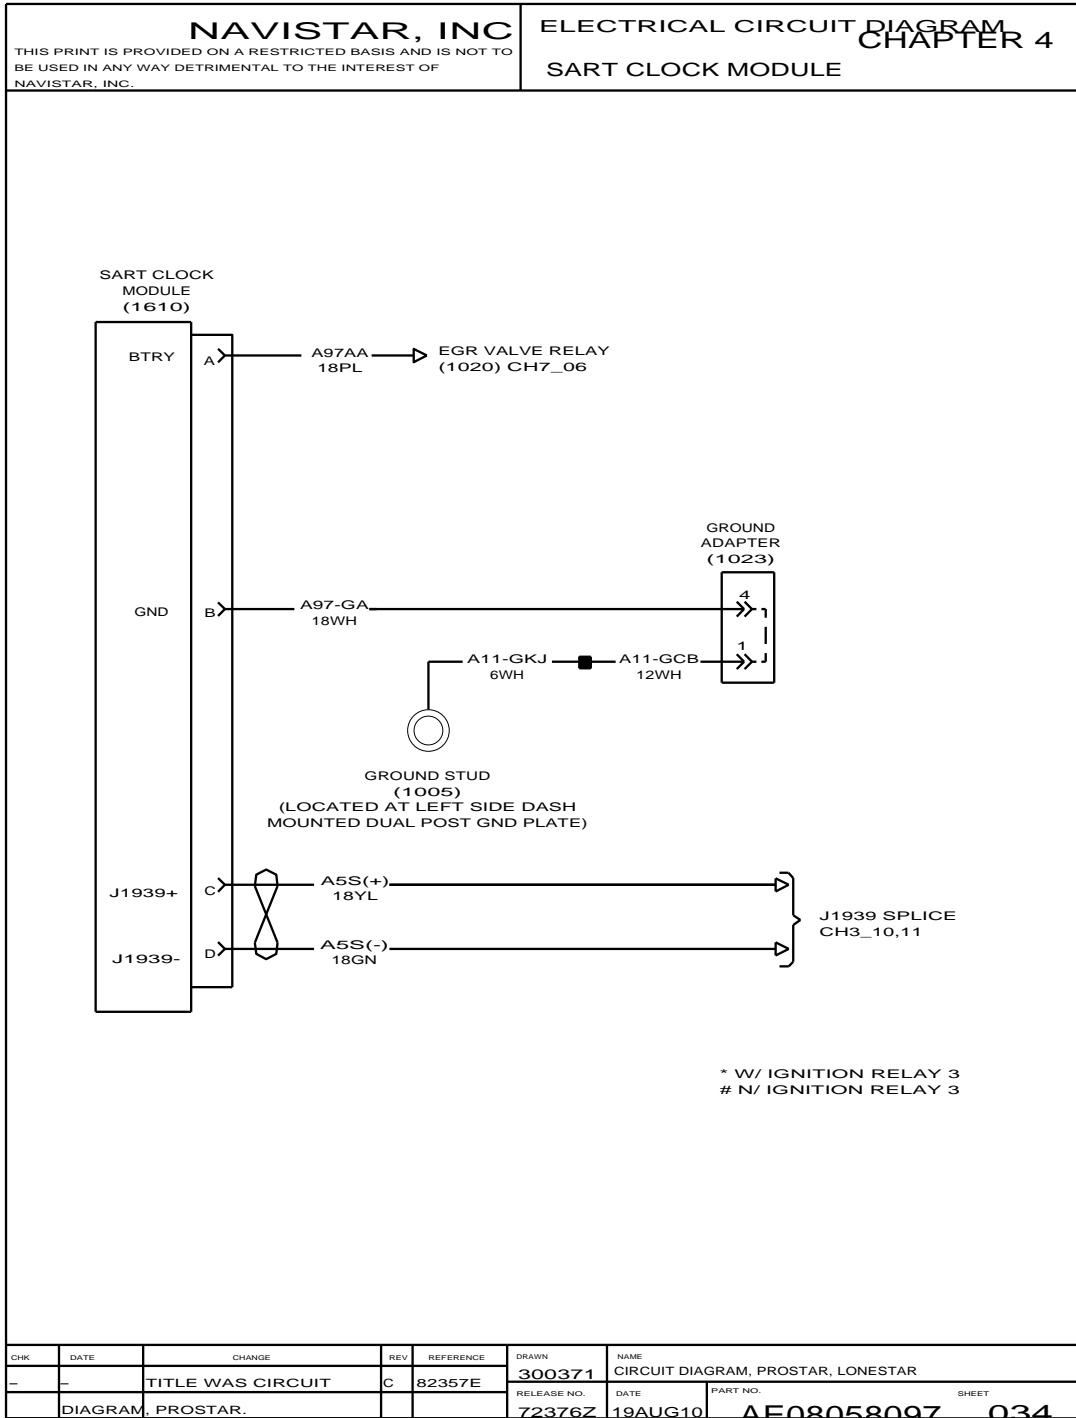 NAVISTAR, INC
THIS PRINT IS PROVIDED ON A RESTRICTED BASIS AND IS NOT TO
BE USED IN ANY WAY DETRIMENTAL TO THE INTEREST OF
NAVISTAR, INC.
ELECTRICAL CIRCUIT DIAGRAM
CHAPTER 4
SART CLOCK MODULE
SART CLOCK
MODULE
(1610)
BTRY
A
A97AA
18PL
EGR VALVE RELAY
(1020) CH7_06
GROUND
ADAPTER
(1023)
GND
B
A97-GA
18WH
4
A11-GKJ
6WH
A11-GCB
12WH
1
GROUND STUD
(1005)
(LOCATED AT LEFT SIDE DASH
MOUNTED DUAL POST GND PLATE)
J1939+
C
A5S(+)
18YL
J1939-
D
A5S(-)
18GN
J1939 SPLICE
CH3_10,11
* W/ IGNITION RELAY 3
# N/ IGNITION RELAY 3
CHK DATE CHANGE REV REFERENCE
– – TITLE WAS CIRCUIT C 82357E
DIAGRAM, PROSTAR.
DRAWN
300371
NAME
CIRCUIT DIAGRAM, PROSTAR, LONESTAR
RELEASE NO.
72376Z
DATE
19AUG10
PART NO.
AE08058097
SHEET
034